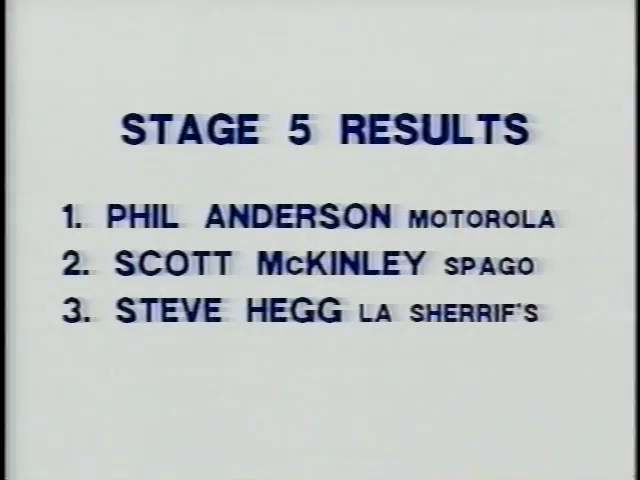 STAGE 5 RESULTS
1. PHIL ANDERSON MOTOROLA
2. SCOTT McKINLEY SPAGO
3. STEVE HEGG LA SHERRIF'S